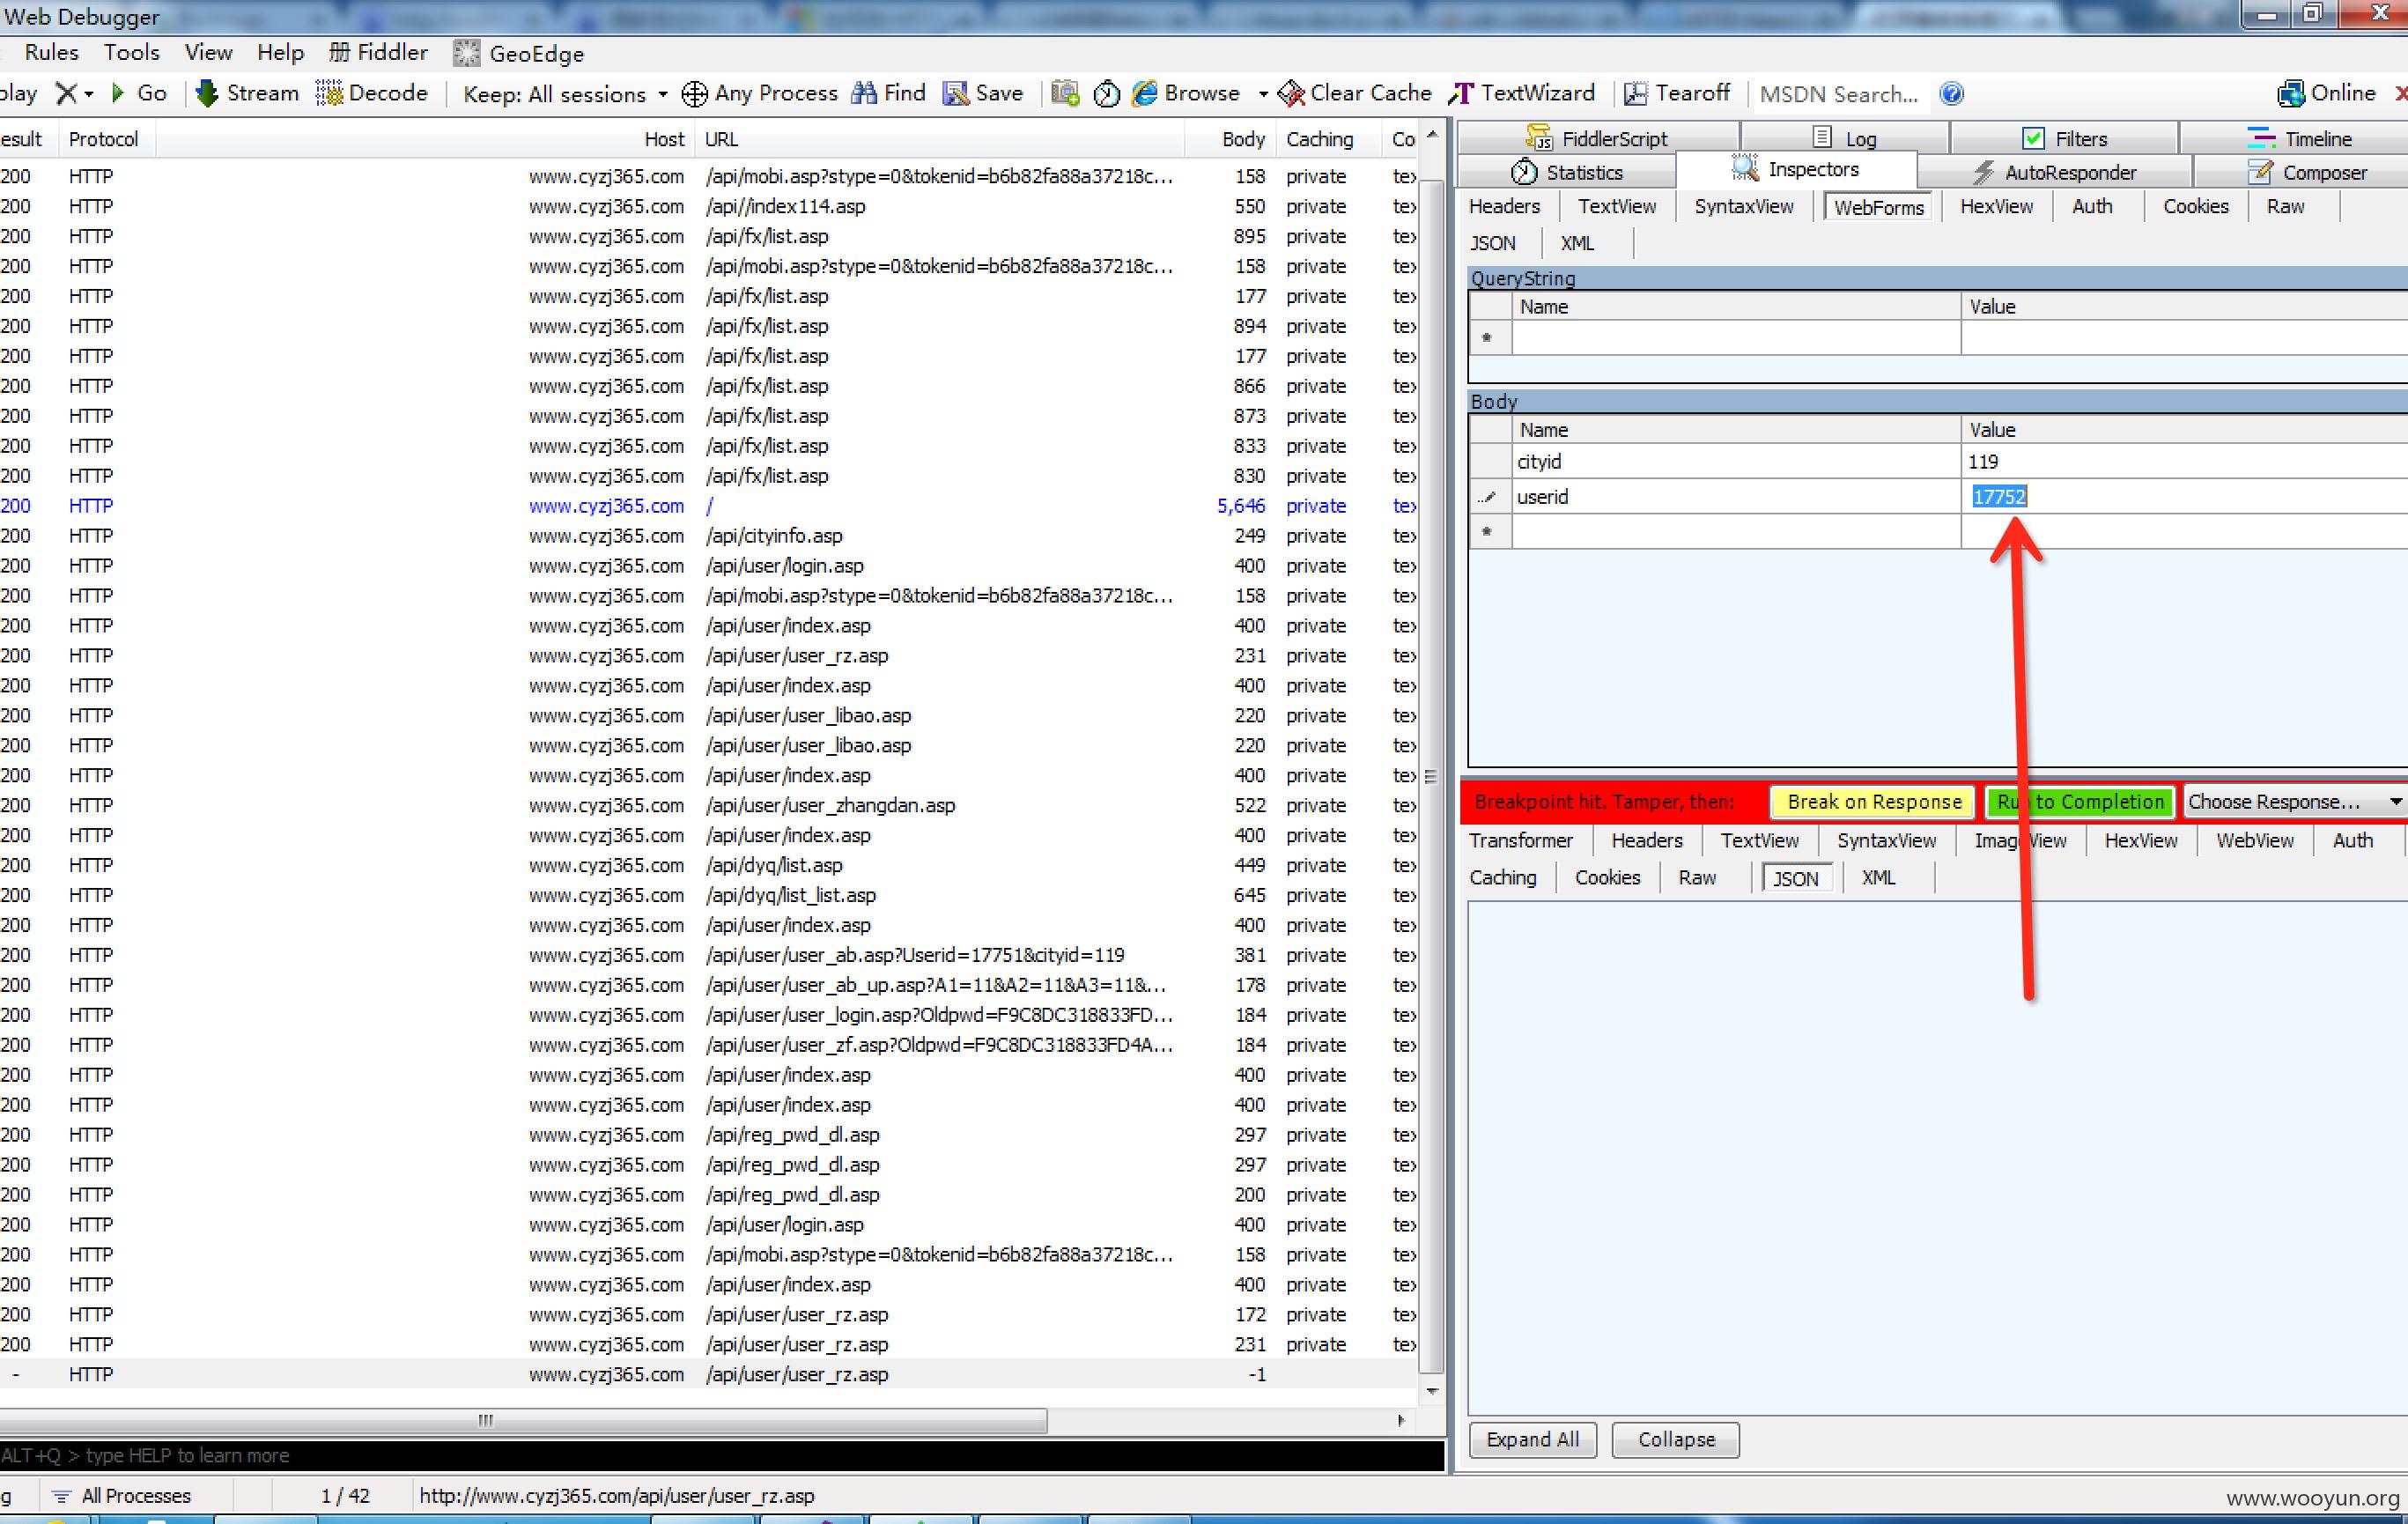 Web Debugger
Rules Tools View Help 册 Fiddler GeoEdge
play Go Stream Decode Keep: All sessions Any Process Find Save Browse Clear Cache TextWizard Tearoff MSDN Search... Online
esult Protocol Host URL Body Caching Co
200 HTTP www.cyzj365.com /api/mobi.asp?stype=0&tokenid=b6b82fa88a37218c... 158 private tex
200 HTTP www.cyzj365.com /api//index114.asp 550 private tex
200 HTTP www.cyzj365.com /api/fx/list.asp 895 private tex
200 HTTP www.cyzj365.com /api/mobi.asp?stype=0&tokenid=b6b82fa88a37218c... 158 private tex
200 HTTP www.cyzj365.com /api/fx/list.asp 177 private tex
200 HTTP www.cyzj365.com /api/fx/list.asp 894 private tex
200 HTTP www.cyzj365.com /api/fx/list.asp 177 private tex
200 HTTP www.cyzj365.com /api/fx/list.asp 866 private tex
200 HTTP www.cyzj365.com /api/fx/list.asp 873 private tex
200 HTTP www.cyzj365.com /api/fx/list.asp 833 private tex
200 HTTP www.cyzj365.com /api/fx/list.asp 830 private tex
200 HTTP www.cyzj365.com / 5,646 private tex
200 HTTP www.cyzj365.com /api/cityinfo.asp 249 private tex
200 HTTP www.cyzj365.com /api/user/login.asp 400 private tex
200 HTTP www.cyzj365.com /api/mobi.asp?stype=0&tokenid=b6b82fa88a37218c... 158 private tex
200 HTTP www.cyzj365.com /api/user/index.asp 400 private tex
200 HTTP www.cyzj365.com /api/user/user_rz.asp 231 private tex
200 HTTP www.cyzj365.com /api/user/index.asp 400 private tex
200 HTTP www.cyzj365.com /api/user/user_libao.asp 220 private tex
200 HTTP www.cyzj365.com /api/user/user_libao.asp 220 private tex
200 HTTP www.cyzj365.com /api/user/index.asp 400 private tex
200 HTTP www.cyzj365.com /api/user/user_zhangdan.asp 522 private tex
200 HTTP www.cyzj365.com /api/user/index.asp 400 private tex
200 HTTP www.cyzj365.com /api/dyq/list.asp 449 private tex
200 HTTP www.cyzj365.com /api/dyq/list_list.asp 645 private tex
200 HTTP www.cyzj365.com /api/user/index.asp 400 private tex
200 HTTP www.cyzj365.com /api/user/user_ab.asp?Userid=17751&cityid=119 381 private tex
200 HTTP www.cyzj365.com /api/user/user_ab_up.asp?A1=11&A2=11&A3=11&... 178 private tex
200 HTTP www.cyzj365.com /api/user/user_login.asp?Oldpwd=F9C8DC318833FD... 184 private tex
200 HTTP www.cyzj365.com /api/user/user_zf.asp?Oldpwd=F9C8DC318833FD4A... 184 private tex
200 HTTP www.cyzj365.com /api/user/index.asp 400 private tex
200 HTTP www.cyzj365.com /api/user/index.asp 400 private tex
200 HTTP www.cyzj365.com /api/reg_pwd_dl.asp 297 private tex
200 HTTP www.cyzj365.com /api/reg_pwd_dl.asp 297 private tex
200 HTTP www.cyzj365.com /api/reg_pwd_dl.asp 200 private tex
200 HTTP www.cyzj365.com /api/user/login.asp 400 private tex
200 HTTP www.cyzj365.com /api/mobi.asp?stype=0&tokenid=b6b82fa88a37218c... 158 private tex
200 HTTP www.cyzj365.com /api/user/index.asp 400 private tex
200 HTTP www.cyzj365.com /api/user/user_rz.asp 172 private tex
200 HTTP www.cyzj365.com /api/user/user_rz.asp 231 private tex
- HTTP www.cyzj365.com /api/user/user_rz.asp -1
ALT+Q > type HELP to learn more
g All Processes 1 / 42 http://www.cyzj365.com/api/user/user_rz.asp
FiddlerScript Log Filters Timeline
Statistics Inspectors AutoResponder Composer
Headers TextView SyntaxView WebForms HexView Auth Cookies Raw
JSON XML
QueryString
Name Value
*
Body
Name Value
cityid 119
userid 17752
*
Breakpoint hit. Tamper, then: Break on Response Run to Completion Choose Response...
Transformer Headers TextView SyntaxView ImageView HexView WebView Auth
Caching Cookies Raw JSON XML
Expand All Collapse
www.wooyun.org